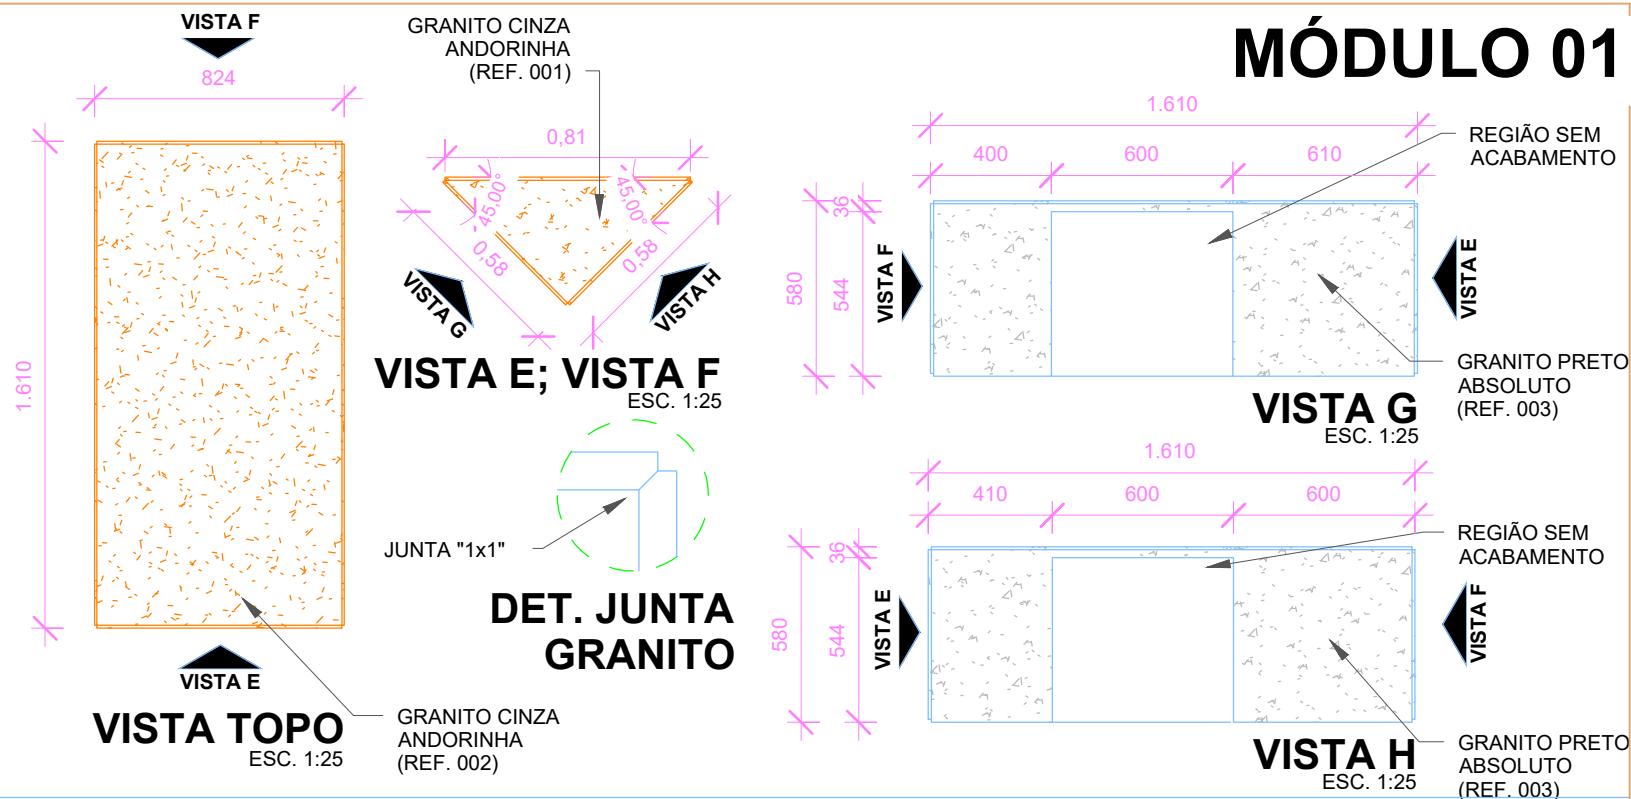 MÓDULO 01
VISTA F
824
1.610
VISTA E
VISTA TOPO
ESC. 1:25
GRANITO CINZA
ANDORINHA
(REF. 002)
GRANITO CINZA
ANDORINHA
(REF. 001)
0,81
45,00°
45,00°
0,58
0,58
VISTA G
VISTA H
VISTA E; VISTA F
ESC. 1:25
JUNTA "1x1"
DET. JUNTA
GRANITO
1.610
400
600
610
36
580
544
VISTA F
VISTA E
REGIÃO SEM
ACABAMENTO
GRANITO PRETO
ABSOLUTO
(REF. 003)
VISTA G
ESC. 1:25
1.610
410
600
600
36
580
544
VISTA E
VISTA F
REGIÃO SEM
ACABAMENTO
GRANITO PRETO
ABSOLUTO
(REF. 003)
VISTA H
ESC. 1:25